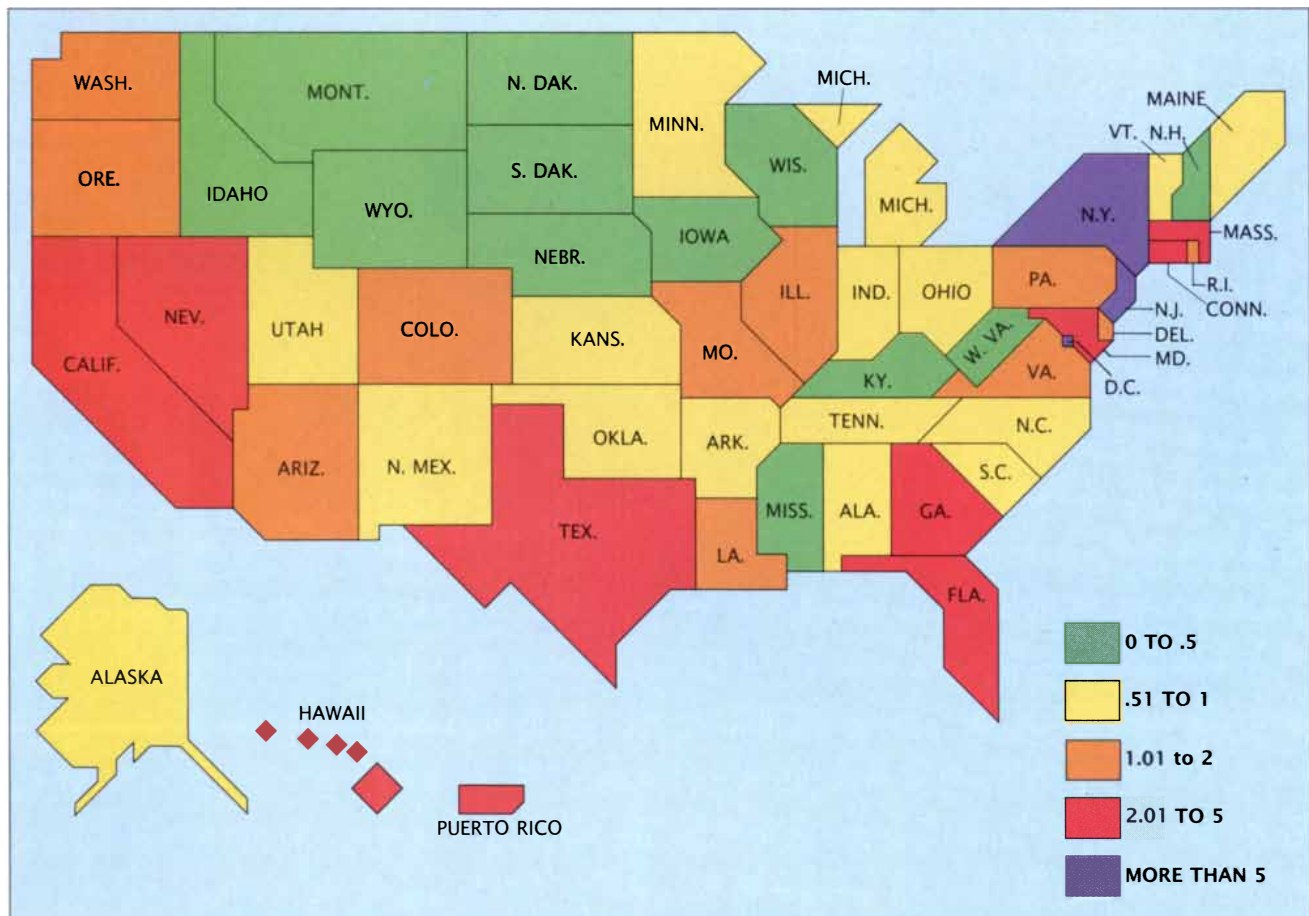 WASH.
MONT.
N. DAK.
MINN.
MICH.
MAINE
VT.
N.H.
ORE.
IDAHO
WYO.
S. DAK.
WIS.
MICH.
N.Y.
MASS.
NEBR.
IOWA
R.I.
CONN.
CALIF.
NEV.
UTAH
COLO.
KANS.
MO.
ILL.
IND.
OHIO
PA.
N.J.
DEL.
MD.
D.C.
W. VA.
VA.
KY.
ARIZ.
N. MEX.
OKLA.
ARK.
TENN.
N.C.
S.C.
TEX.
LA.
MISS.
ALA.
GA.
FLA.
ALASKA
HAWAII
PUERTO RICO
0 TO .5
.51 TO 1
1.01 to 2
2.01 TO 5
MORE THAN 5